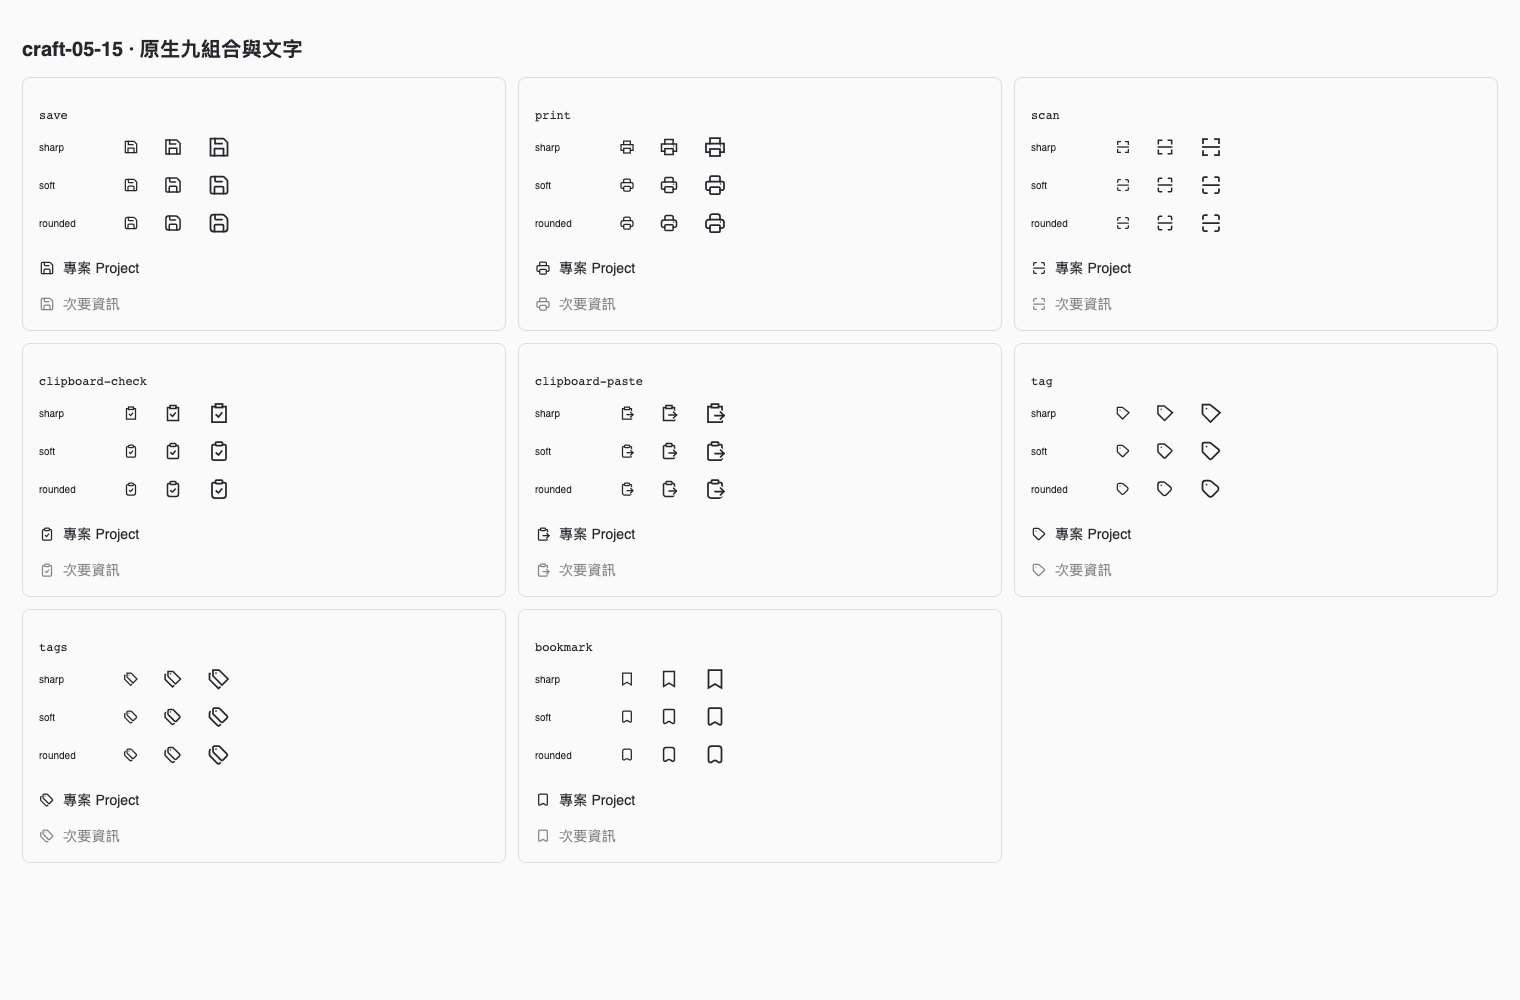 craft-05-15 · 原生九組合與文字
save
sharp
soft
rounded
專案 Project
次要資訊
print
sharp
soft
rounded
專案 Project
次要資訊
scan
sharp
soft
rounded
專案 Project
次要資訊
clipboard-check
sharp
soft
rounded
專案 Project
次要資訊
clipboard-paste
sharp
soft
rounded
專案 Project
次要資訊
tag
sharp
soft
rounded
專案 Project
次要資訊
tags
sharp
soft
rounded
專案 Project
次要資訊
bookmark
sharp
soft
rounded
專案 Project
次要資訊